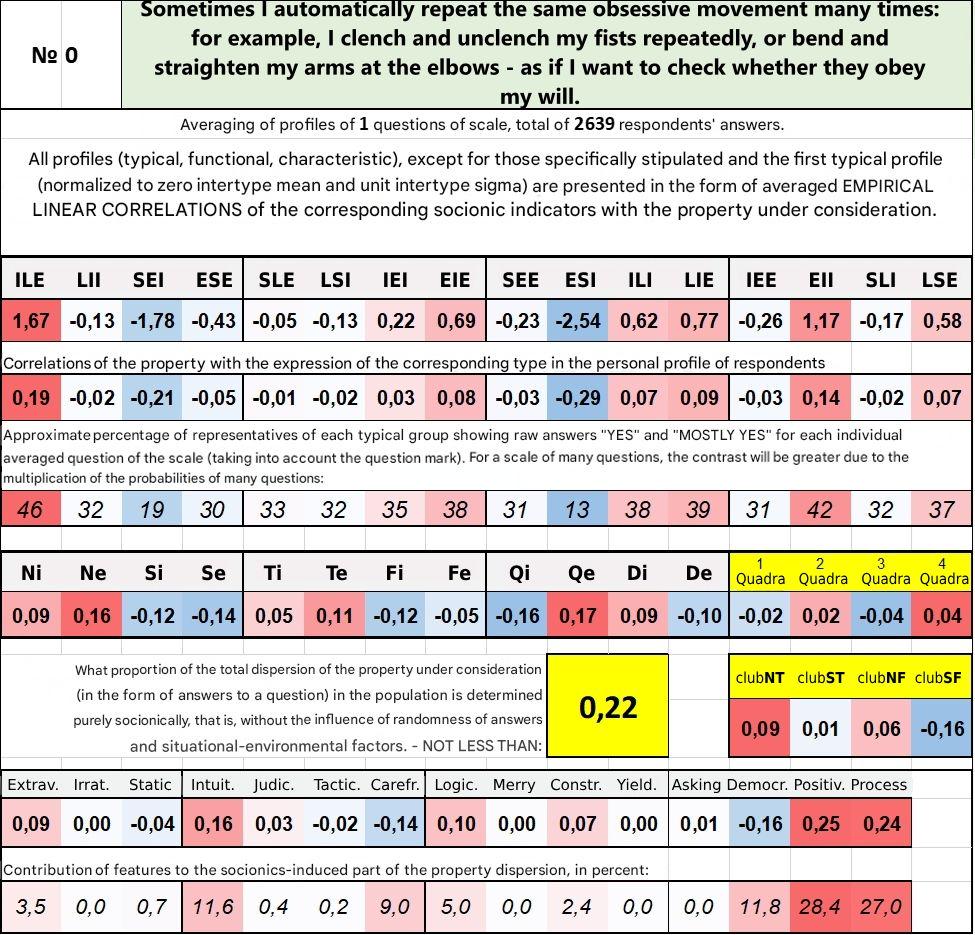 Sometimes I automatically repeat the same obsessive movement many times:
for example, I clench and unclench my fists repeatedly, or bend and
straighten my arms at the elbows - as if I want to check whether they obey
my will.
№ 0
Averaging of profiles of 1 questions of scale, total of 2639 respondents' answers.
All profiles (typical, functional, characteristic), except for those specifically stipulated and the first typical profile
(normalized to zero intertype mean and unit intertype sigma) are presented in the form of averaged EMPIRICAL
LINEAR CORRELATIONS of the corresponding socionic indicators with the property under consideration.
ILE LII SEI ESE SLE LSI IEI EIE SEE ESI ILI LIE IEE EII SLI LSE
1,67 -0,13 -1,78 -0,43 -0,05 -0,13 0,22 0,69 -0,23 -2,54 0,62 0,77 -0,26 1,17 -0,17 0,58
Correlations of the property with the expression of the corresponding type in the personal profile of respondents
0,19 -0,02 -0,21 -0,05 -0,01 -0,02 0,03 0,08 -0,03 -0,29 0,07 0,09 -0,03 0,14 -0,02 0,07
Approximate percentage of representatives of each typical group showing raw answers "YES" and "MOSTLY YES" for each individual
averaged question of the scale (taking into account the question mark). For a scale of many questions, the contrast will be greater due to the
multiplication of the probabilities of many questions:
46 32 19 30 33 32 35 38 31 13 38 39 31 42 32 37
Ni Ne Si Se Ti Te Fi Fe Qi Qe Di De 1 Quadra 2 Quadra 3 Quadra 4 Quadra
0,09 0,16 -0,12 -0,14 0,05 0,11 -0,12 -0,05 -0,16 0,17 0,09 -0,10 -0,02 0,02 -0,04 0,04
What proportion of the total dispersion of the property under consideration
(in the form of answers to a question) in the population is determined
purely socionically, that is, without the influence of randomness of answers
and situational-environmental factors. - NOT LESS THAN:
0,22
clubNT clubST clubNF clubSF
0,09 0,01 0,06 -0,16
Extrav. Irrat. Static Intuit. Judic. Tactic. Carefr. Logic. Merry Constr. Yield. Asking Democr. Positiv. Process
0,09 0,00 -0,04 0,16 0,03 -0,02 -0,14 0,10 0,00 0,07 0,00 0,01 -0,16 0,25 0,24
Contribution of features to the socionics-induced part of the property dispersion, in percent:
3,5 0,0 0,7 11,6 0,4 0,2 9,0 5,0 0,0 2,4 0,0 0,0 11,8 28,4 27,0